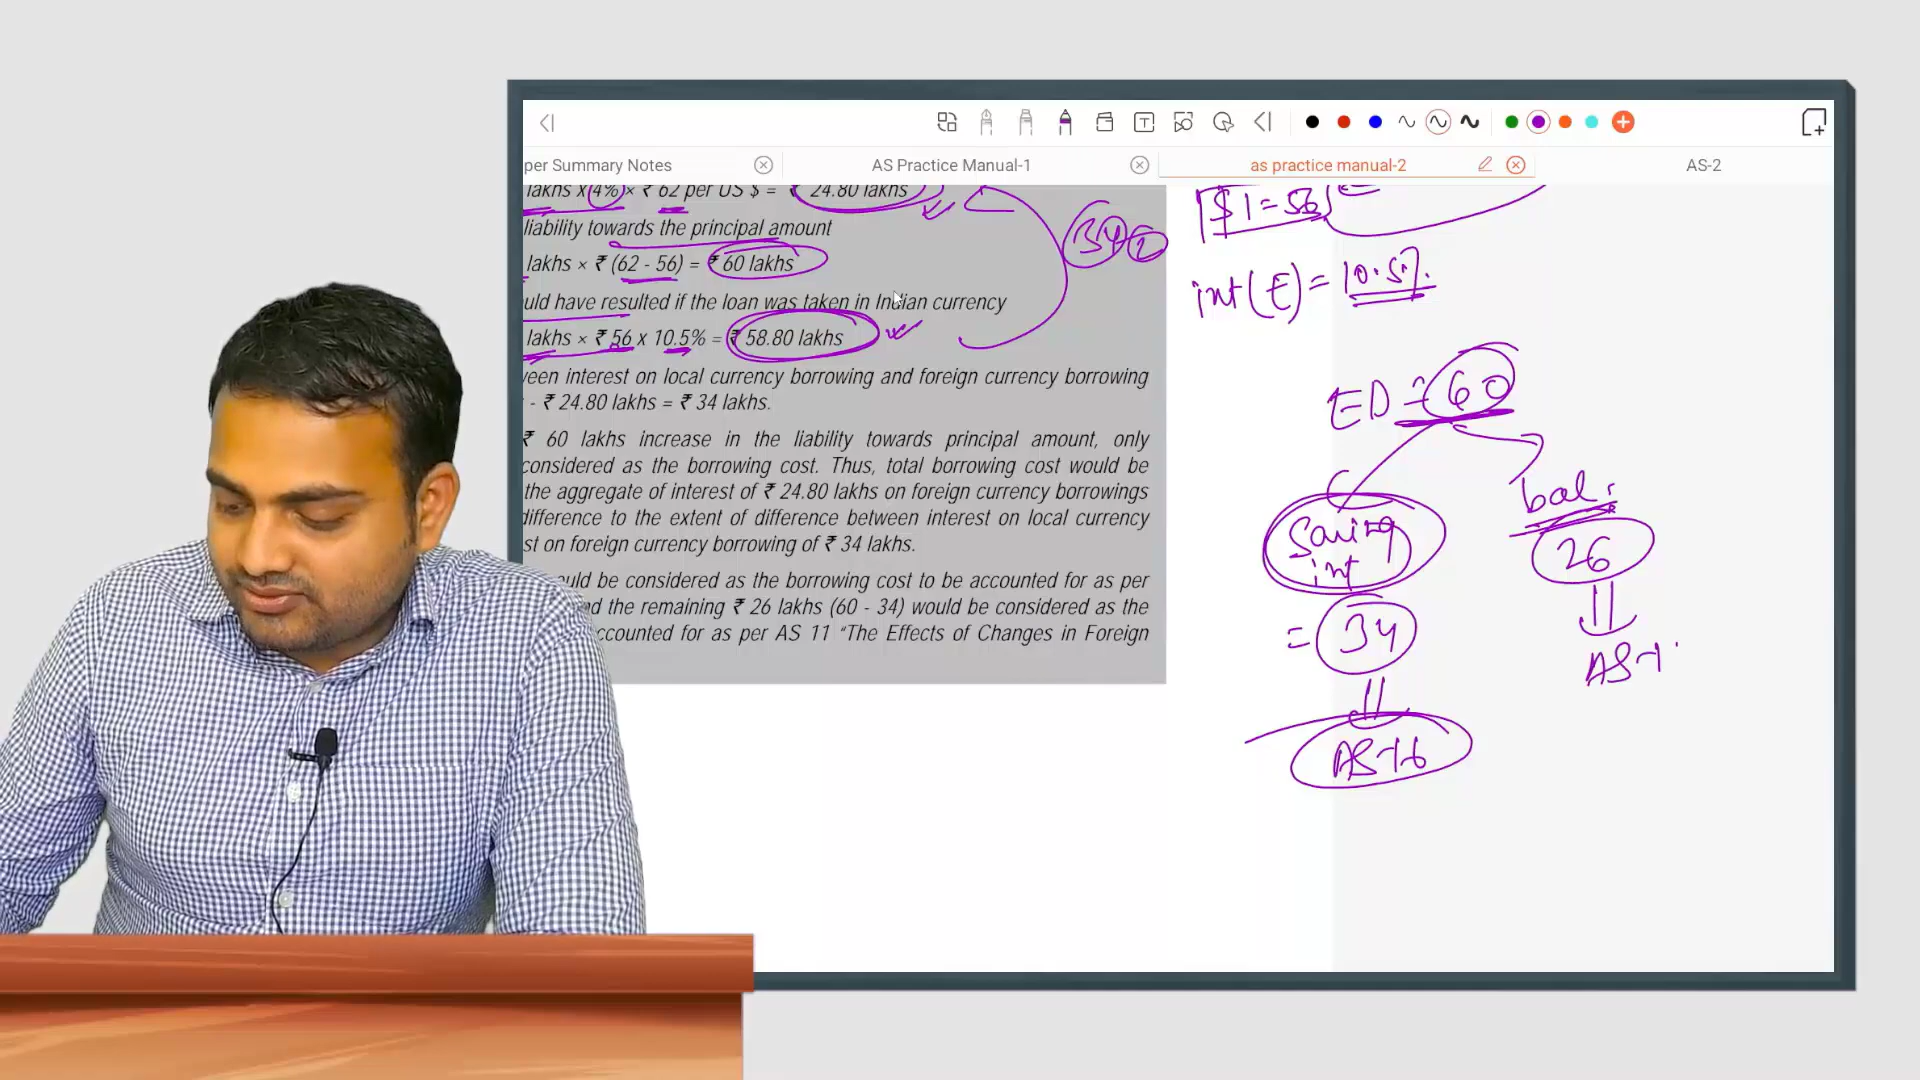 per Summary Notes
AS Practice Manual-1
as practice manual-2
AS-2
lakhs x 4% × ₹ 62 per US $ = ₹ 24.80 lakhs
liability towards the principal amount
lakhs × ₹ (62 - 56) = ₹ 60 lakhs
uld have resulted if the loan was taken in Indian currency
lakhs × ₹ 56 x 10.5% = ₹ 58.80 lakhs
veen interest on local currency borrowing and foreign currency borrowing
- ₹ 24.80 lakhs = ₹ 34 lakhs.
₹ 60 lakhs increase in the liability towards principal amount, only
considered as the borrowing cost. Thus, total borrowing cost would be
the aggregate of interest of ₹ 24.80 lakhs on foreign currency borrowings
difference to the extent of difference between interest on local currency
st on foreign currency borrowing of ₹ 34 lakhs.
ould be considered as the borrowing cost to be accounted for as per
nd the remaining ₹ 26 lakhs (60 - 34) would be considered as the
ccounted for as per AS 11 “The Effects of Changes in Foreign
34
$1=56
int(E) = 10.5%
ED = 60
Saving
int
= 34
AS-16
bal.
26
AS-1